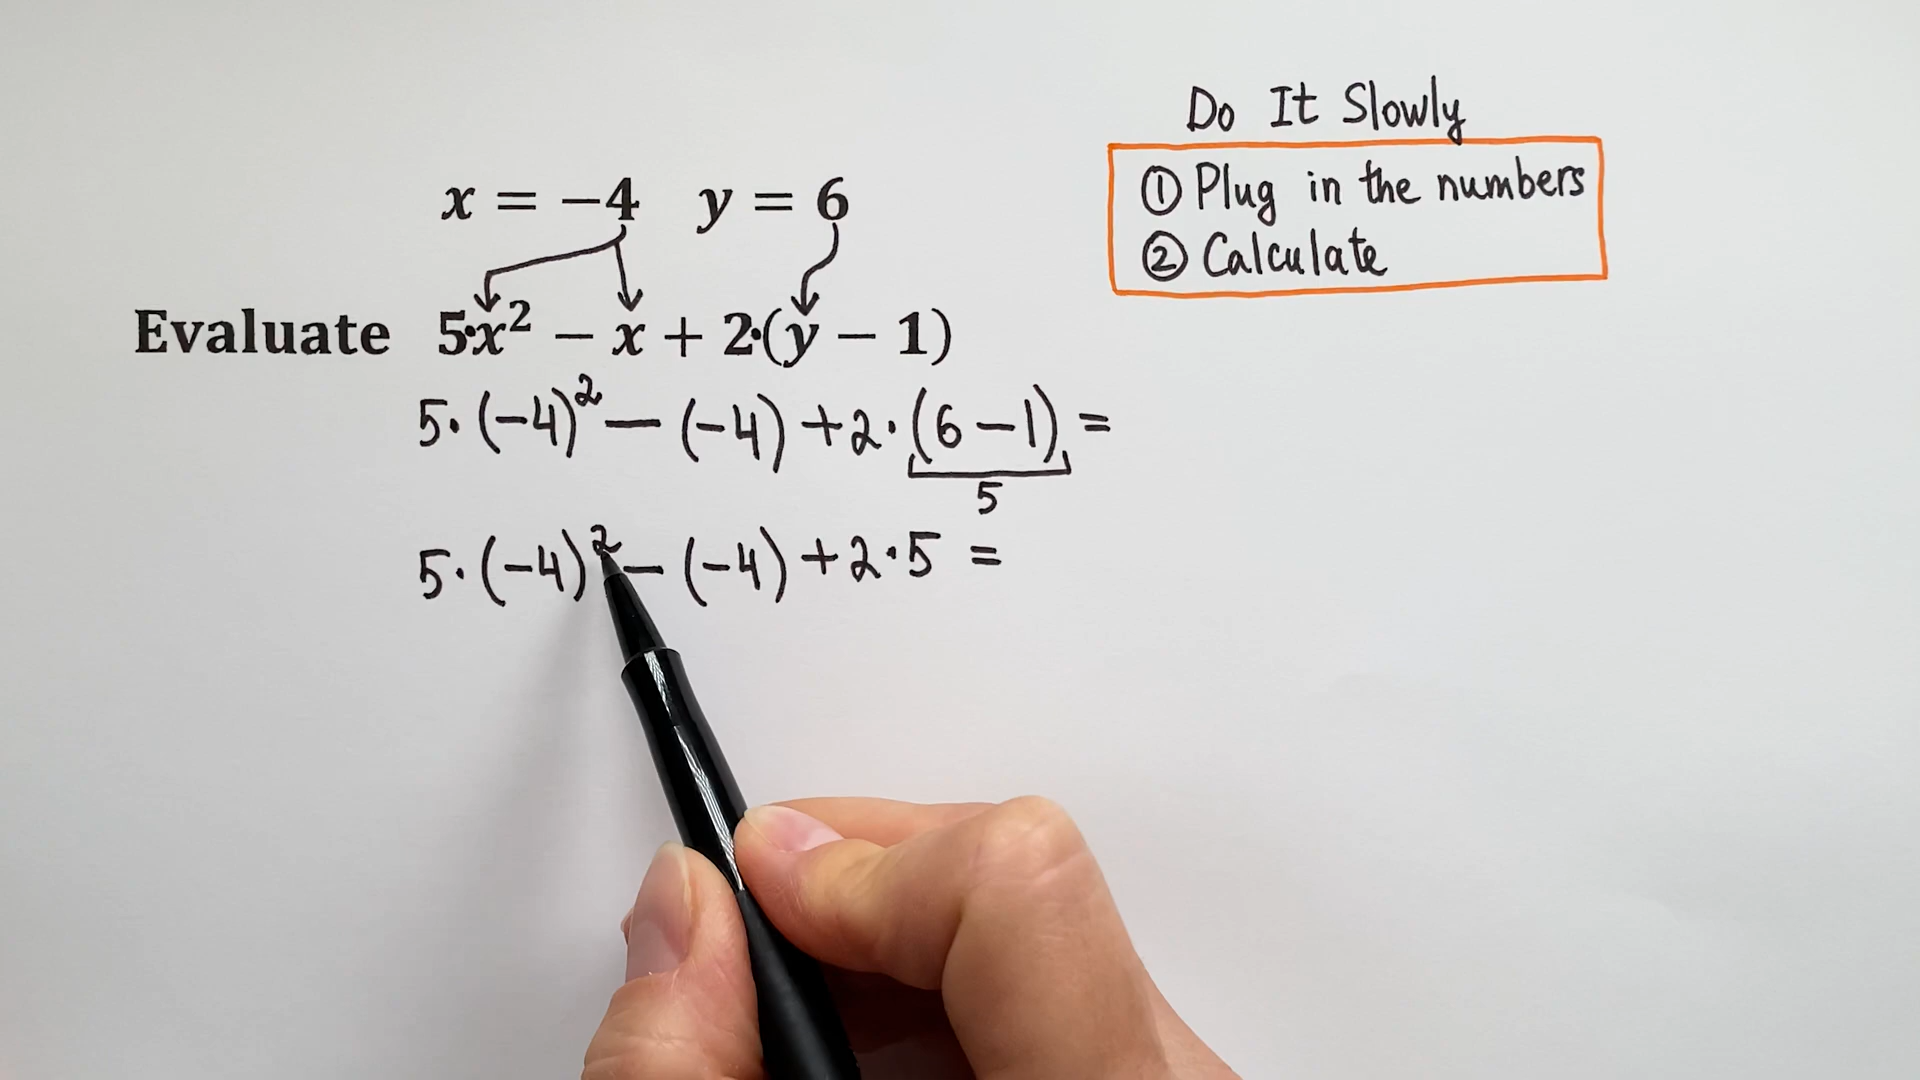 Do It Slowly
① Plug in the numbers
② Calculate
x = −4 y = 6
Evaluate 5·x² − x + 2·(y − 1)
5·(−4)² − (−4) + 2·(6 − 1) =
5
5·(−4)² − (−4) + 2·5 =